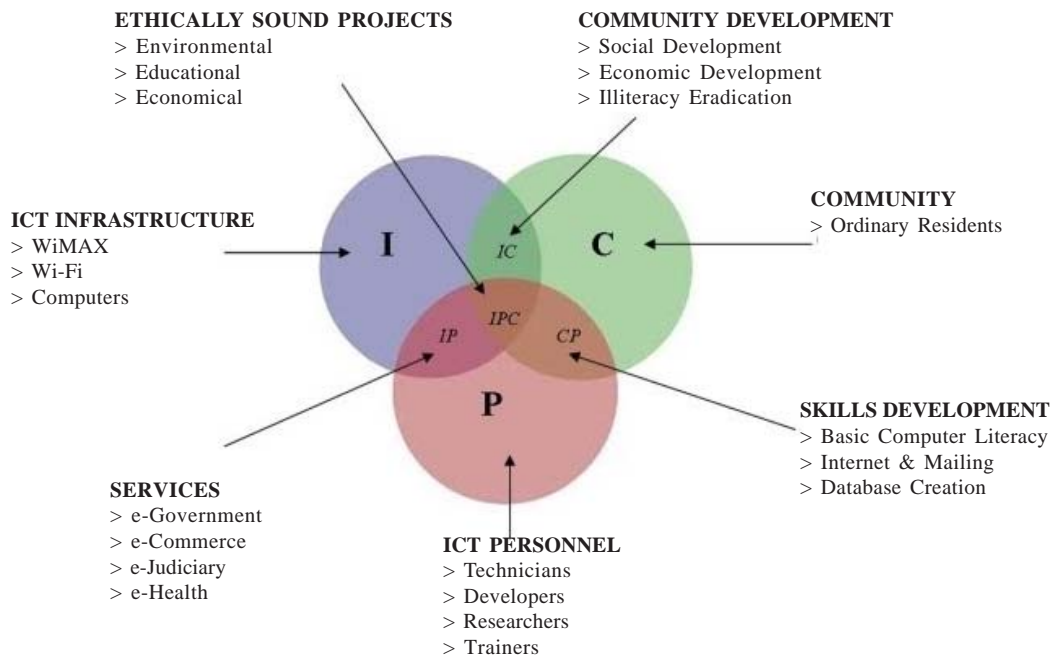 ETHICALLY SOUND PROJECTS
> Environmental
> Educational
> Economical
COMMUNITY DEVELOPMENT
> Social Development
> Economic Development
> Illiteracy Eradication
ICT INFRASTRUCTURE
> WiMAX
> Wi-Fi
> Computers
COMMUNITY
> Ordinary Residents
I
IC
C
IP
IPC
CP
P
SKILLS DEVELOPMENT
> Basic Computer Literacy
> Internet & Mailing
> Database Creation
SERVICES
> e-Government
> e-Commerce
> e-Judiciary
> e-Health
ICT PERSONNEL
> Technicians
> Developers
> Researchers
> Trainers